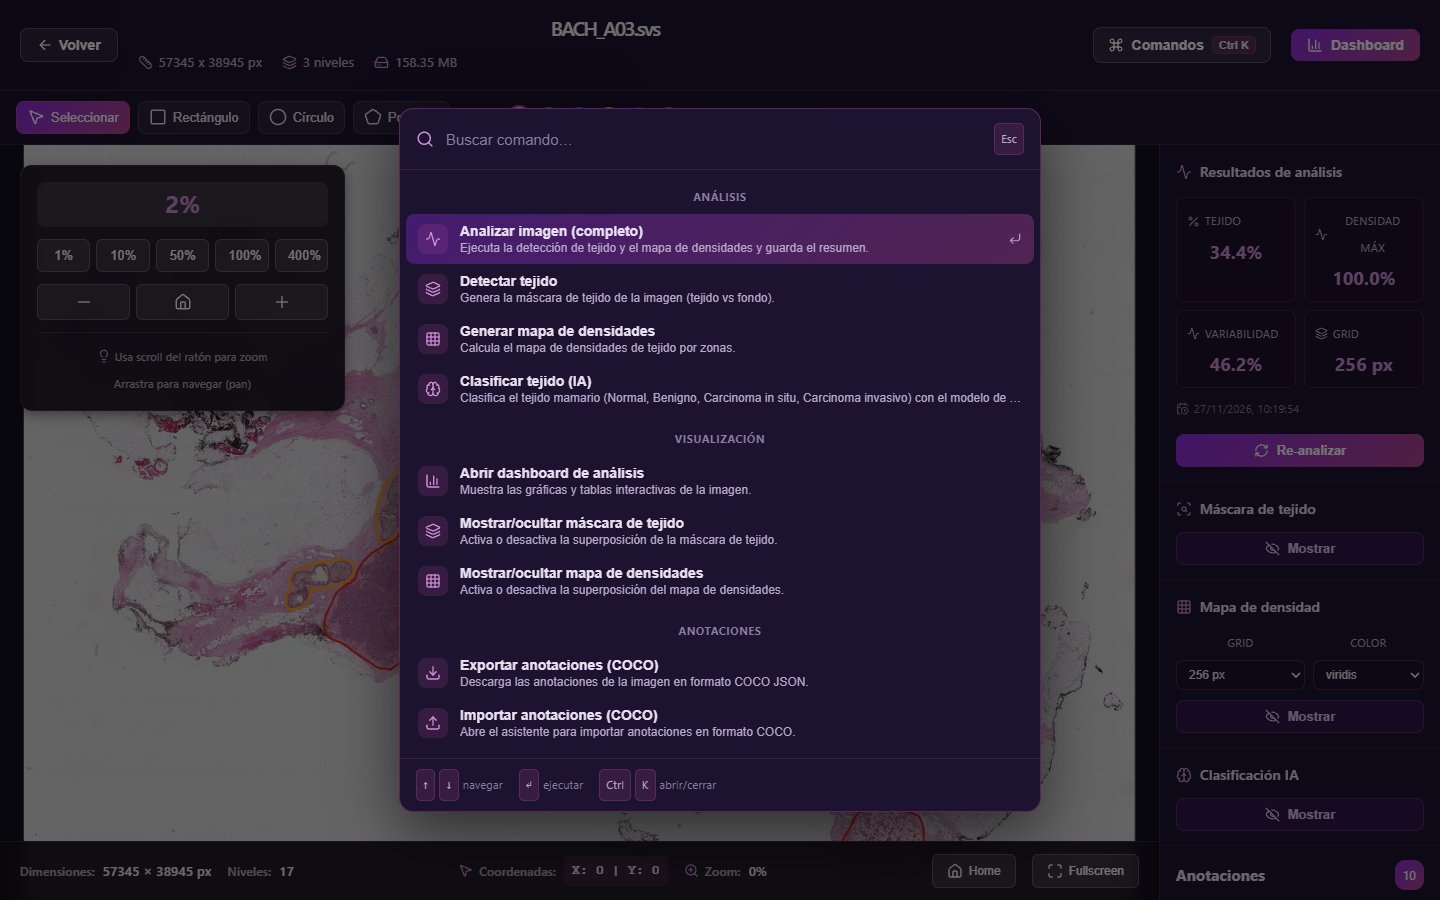 BACH_A03.svs
Volver
57345 x 38945 px
3 niveles
158.35 MB
Comandos Ctrl K
Dashboard
Seleccionar
Rectángulo
Círculo
Buscar comando...
Esc
2%
1%
10%
50%
100%
400%
Usa scroll del ratón para zoom
Arrastra para navegar (pan)
ANÁLISIS
Analizar imagen (completo)
Ejecuta la detección de tejido y el mapa de densidades y guarda el resumen.
Detectar tejido
Genera la máscara de tejido de la imagen (tejido vs fondo).
Generar mapa de densidades
Calcula el mapa de densidades de tejido por zonas.
Clasificar tejido (IA)
Clasifica el tejido mamario (Normal, Benigno, Carcinoma in situ, Carcinoma invasivo) con el modelo de ...
VISUALIZACIÓN
Abrir dashboard de análisis
Muestra las gráficas y tablas interactivas de la imagen.
Mostrar/ocultar máscara de tejido
Activa o desactiva la superposición de la máscara de tejido.
Mostrar/ocultar mapa de densidades
Activa o desactiva la superposición del mapa de densidades.
ANOTACIONES
Exportar anotaciones (COCO)
Descarga las anotaciones de la imagen en formato COCO JSON.
Importar anotaciones (COCO)
Abre el asistente para importar anotaciones en formato COCO.
↑ ↓ navegar
↵ ejecutar
Ctrl K abrir/cerrar
Resultados de análisis
% TEJIDO
34.4%
DENSIDAD
MÁX
100.0%
VARIABILIDAD
46.2%
GRID
256 px
27/11/2026, 10:19:54
Re-analizar
Máscara de tejido
Mostrar
Mapa de densidad
GRID
COLOR
256 px
viridis
Mostrar
Clasificación IA
Mostrar
Anotaciones
10
Dimensiones: 57345 × 38945 px
Niveles: 17
Coordenadas: X: 0 | Y: 0
Zoom: 0%
Home
Fullscreen